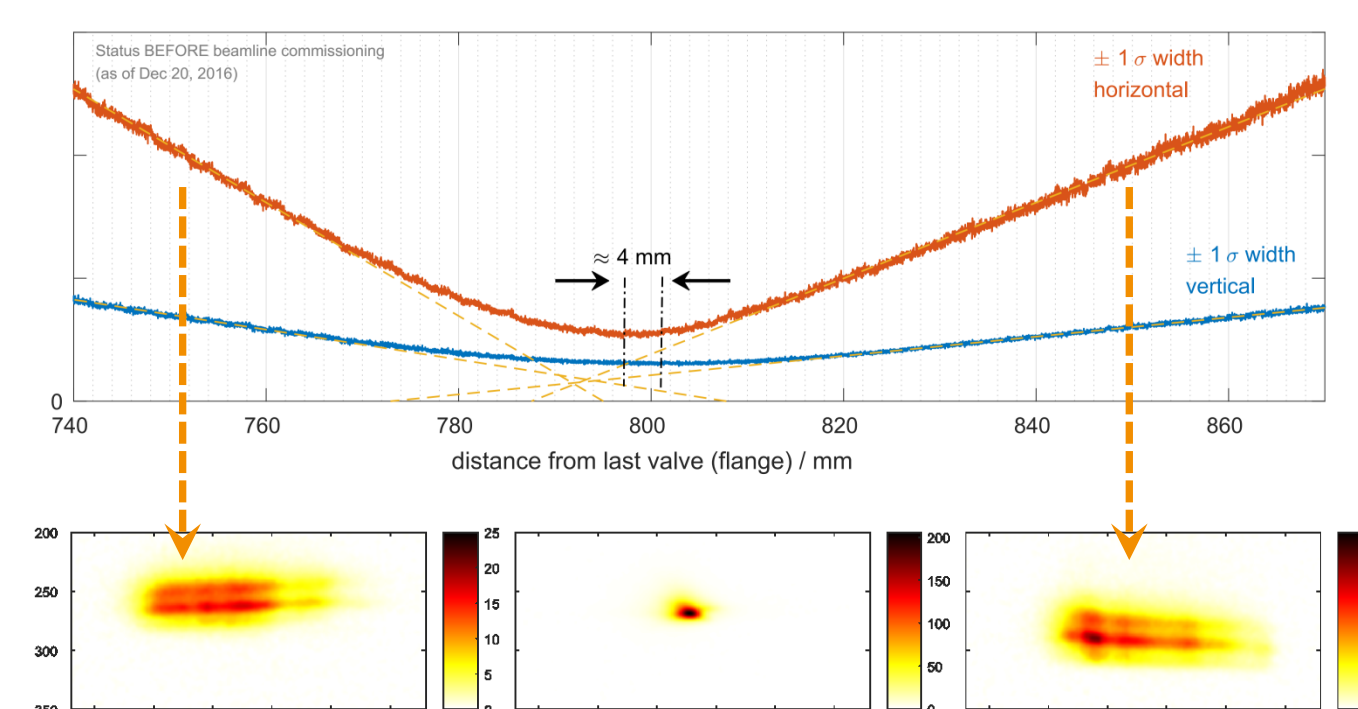 Status BEFORE beamline commissioning
(as of Dec 20, 2016)
± 1 σ width
horizontal
≈ 4 mm
± 1 σ width
vertical
0
740 760 780 800 820 840 860
distance from last valve (flange) / mm
200
250
300
25
20
15
10
5
200
150
100
50
0